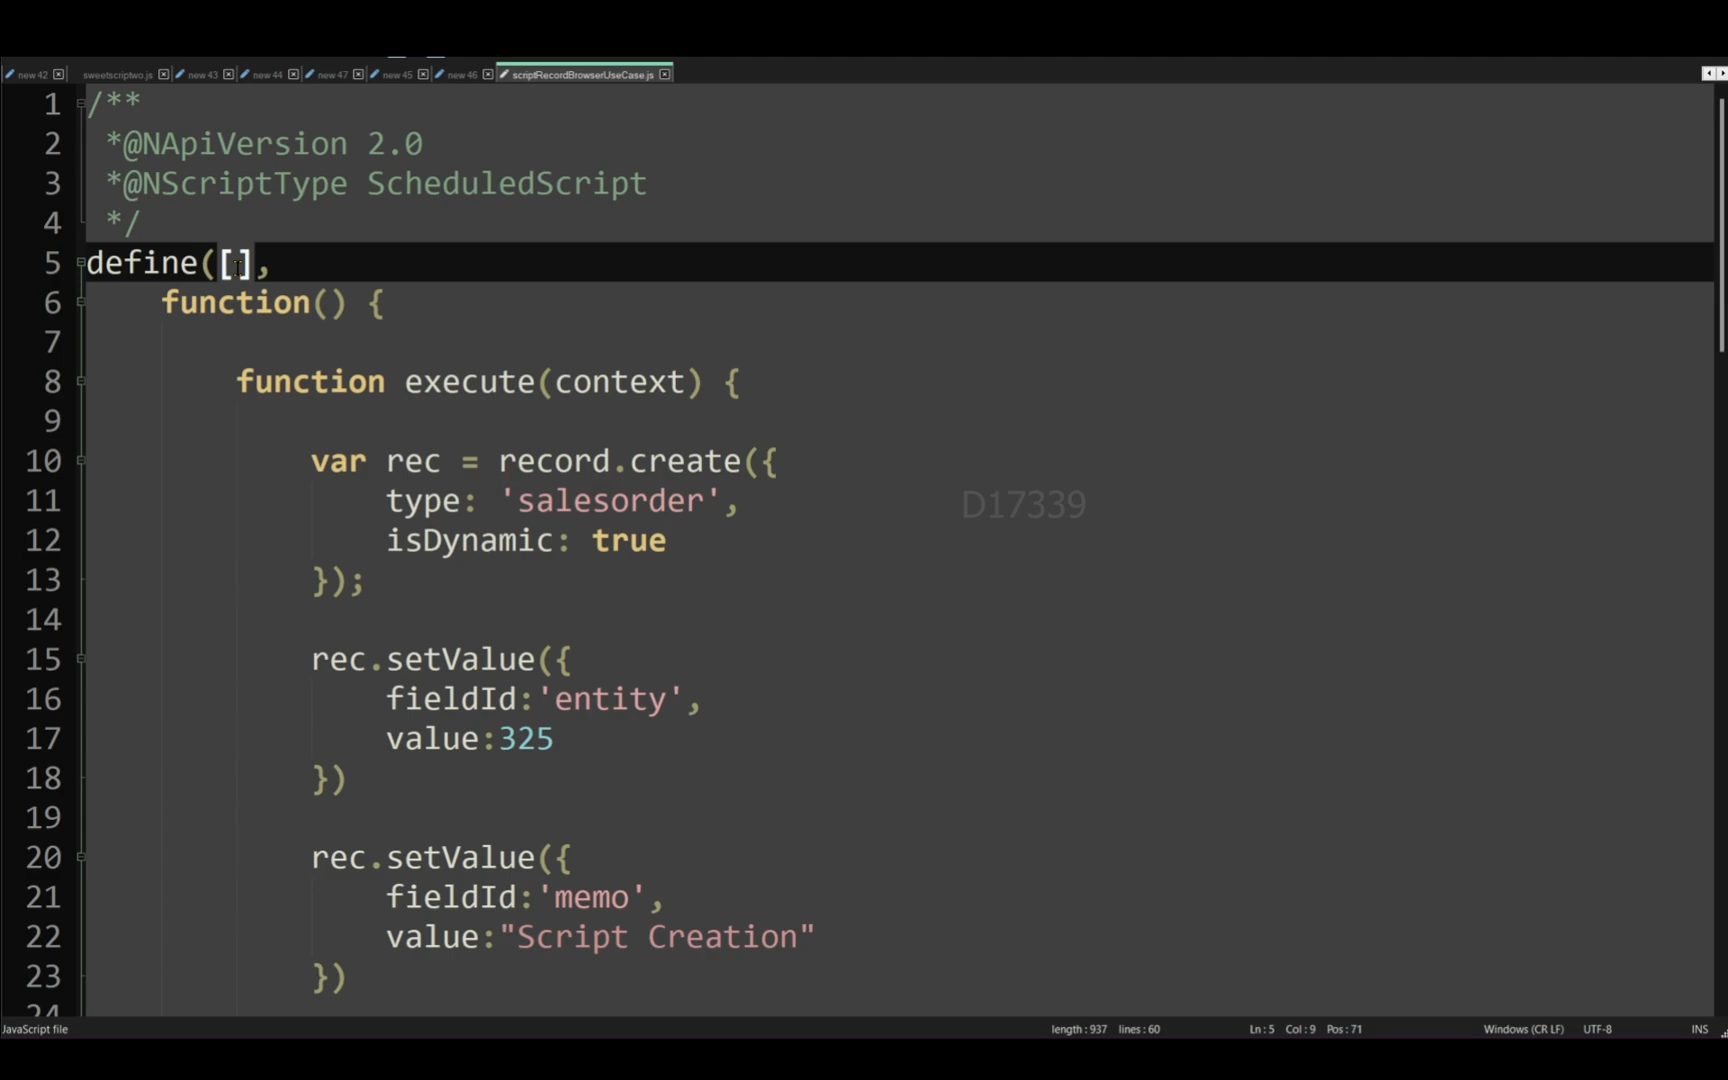 new 42 sweetscriptwo.js new 43 new 44 new 47 new 45 new 46 scriptRecordBrowserUseCase.js
1 /**
2 *@NApiVersion 2.0
3 *@NScriptType ScheduledScript
4 */
5 define([],
6 function() {
7
8 function execute(context) {
9
10 var rec = record.create({
11 type: 'salesorder',
12 isDynamic: true
13 });
14
15 rec.setValue({
16 fieldId:'entity',
17 value:325
18 })
19
20 rec.setValue({
21 fieldId:'memo',
22 value:"Script Creation"
23 })
24
D17339
JavaScript file length : 937 lines : 60 Ln : 5 Col : 9 Pos : 71 Windows (CR LF) UTF-8 INS